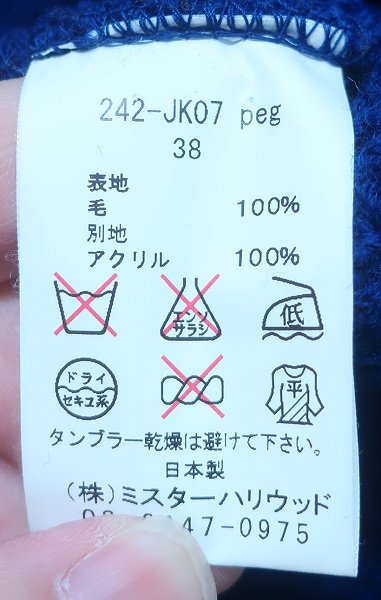 242-JK07 peg
38
表地
毛 100%
別地
アクリル 100%
エンソ
サラシ
低
ドライ
セキユ系
平
タンブラー乾燥は避けて下さい。
日本製
(株)ミスターハリウッド
47-0975